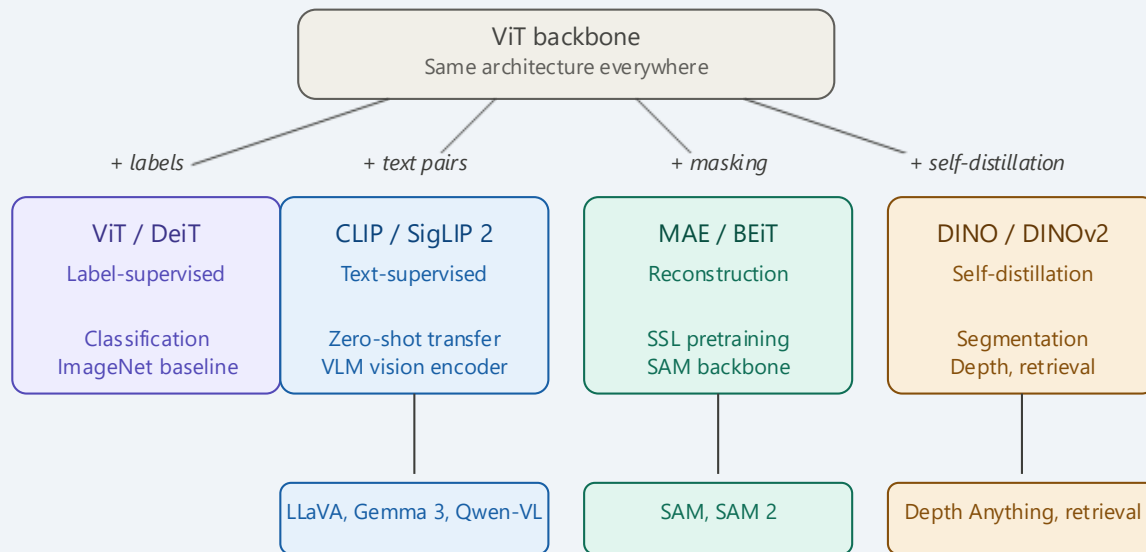 ViT backbone
Same architecture everywhere
+ labels
+ text pairs
+ masking
+ self-distillation
ViT / DeiT
Label-supervised
Classification
ImageNet baseline
CLIP / SigLIP 2
Text-supervised
Zero-shot transfer
VLM vision encoder
MAE / BEiT
Reconstruction
SSL pretraining
SAM backbone
DINO / DINOv2
Self-distillation
Segmentation
Depth, retrieval
LLaVA, Gemma 3, Qwen-VL
SAM, SAM 2
Depth Anything, retrieval